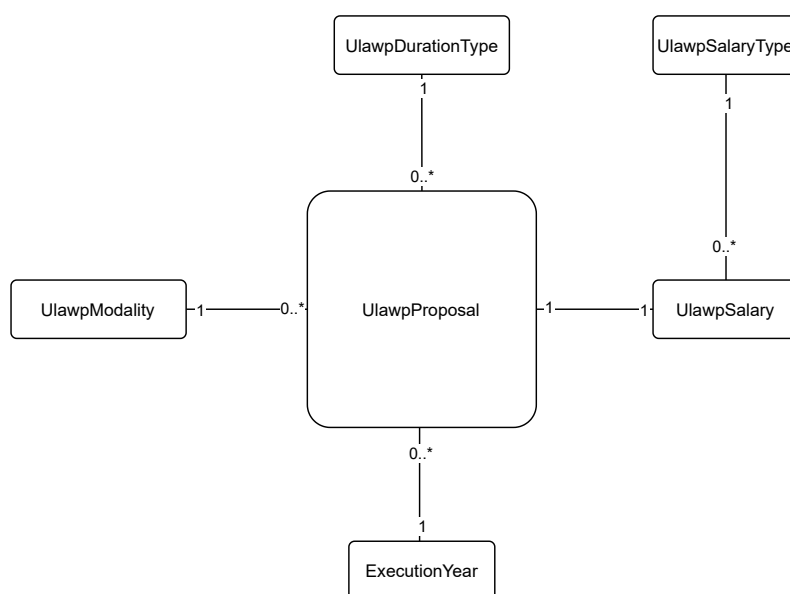 UlawpDurationType
UlawpSalaryType
1
1
0..*
0..*
UlawpModality
1
0..*
UlawpProposal
1
1
UlawpSalary
0..*
1
ExecutionYear